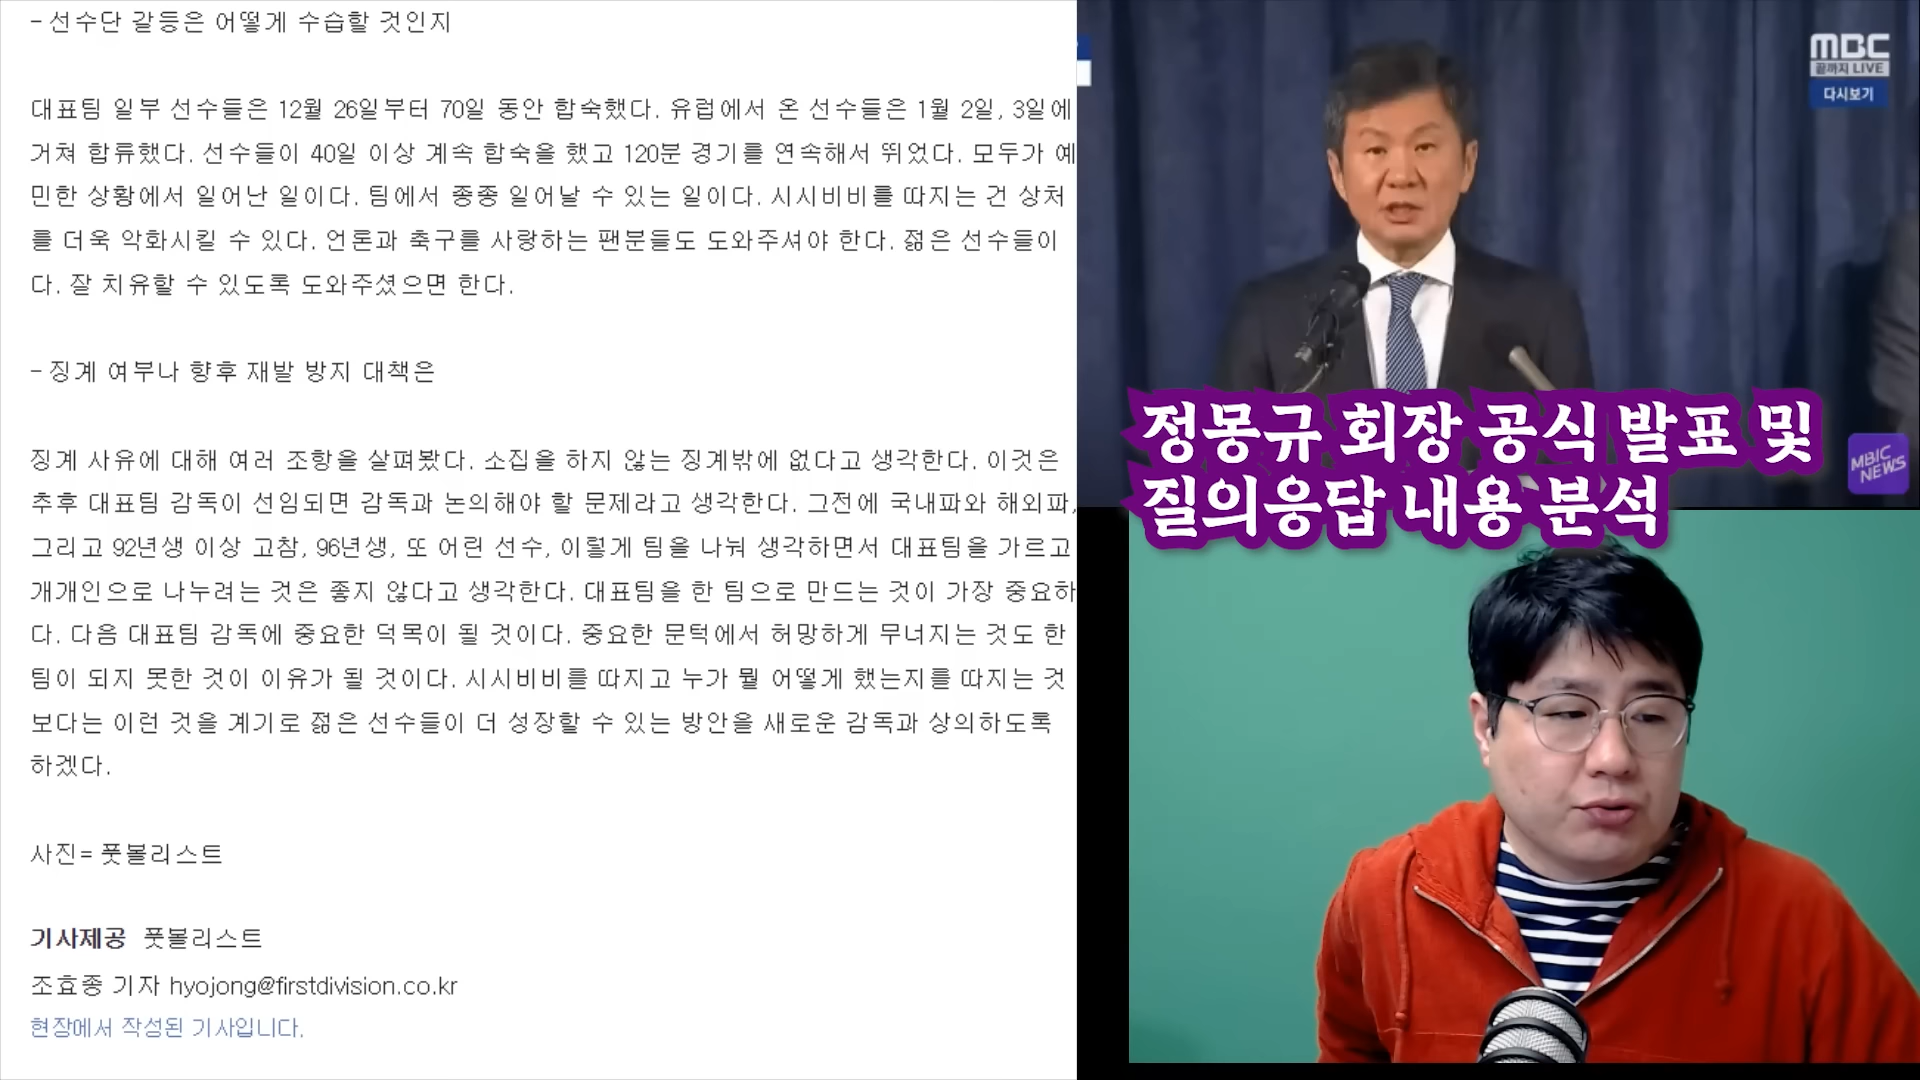 - 선수단 갈등은 어떻게 수습할 것인지
대표팀 일부 선수들은 12월 26일부터 70일 동안 합숙했다. 유럽에서 온 선수들은 1월 2일, 3일에
거쳐 합류했다. 선수들이 40일 이상 계속 합숙을 했고 120분 경기를 연속해서 뛰었다. 모두가 예
민한 상황에서 일어난 일이다. 팀에서 종종 일어날 수 있는 일이다. 시시비비를 따지는 건 상처
를 더욱 악화시킬 수 있다. 언론과 축구를 사랑하는 팬분들도 도와주셔야 한다. 젊은 선수들이
다. 잘 치유할 수 있도록 도와주셨으면 한다.
- 징계 여부나 향후 재발 방지 대책은
징계 사유에 대해 여러 조항을 살펴봤다. 소집을 하지 않는 징계밖에 없다고 생각한다. 이것은
추후 대표팀 감독이 선임되면 감독과 논의해야 할 문제라고 생각한다. 그전에 국내파와 해외파,
그리고 92년생 이상 고참, 96년생, 또 어린 선수, 이렇게 팀을 나눠 생각하면서 대표팀을 가르고
개개인으로 나누려는 것은 좋지 않다고 생각한다. 대표팀을 한 팀으로 만드는 것이 가장 중요하
다. 다음 대표팀 감독에 중요한 덕목이 될 것이다. 중요한 문턱에서 허망하게 무너지는 것도 한
팀이 되지 못한 것이 이유가 될 것이다. 시시비비를 따지고 누가 뭘 어떻게 했는지를 따지는 것
보다는 이런 것을 계기로 젊은 선수들이 더 성장할 수 있는 방안을 새로운 감독과 상의하도록
하겠다.
사진= 풋볼리스트
기사제공 풋볼리스트
조효종 기자 hyojong@firstdivision.co.kr
현장에서 작성된 기사입니다.
MBC
끝까지 LIVE
다시보기
정몽규 회장 공식 발표 및
질의응답 내용 분석
MBIC
NEWS